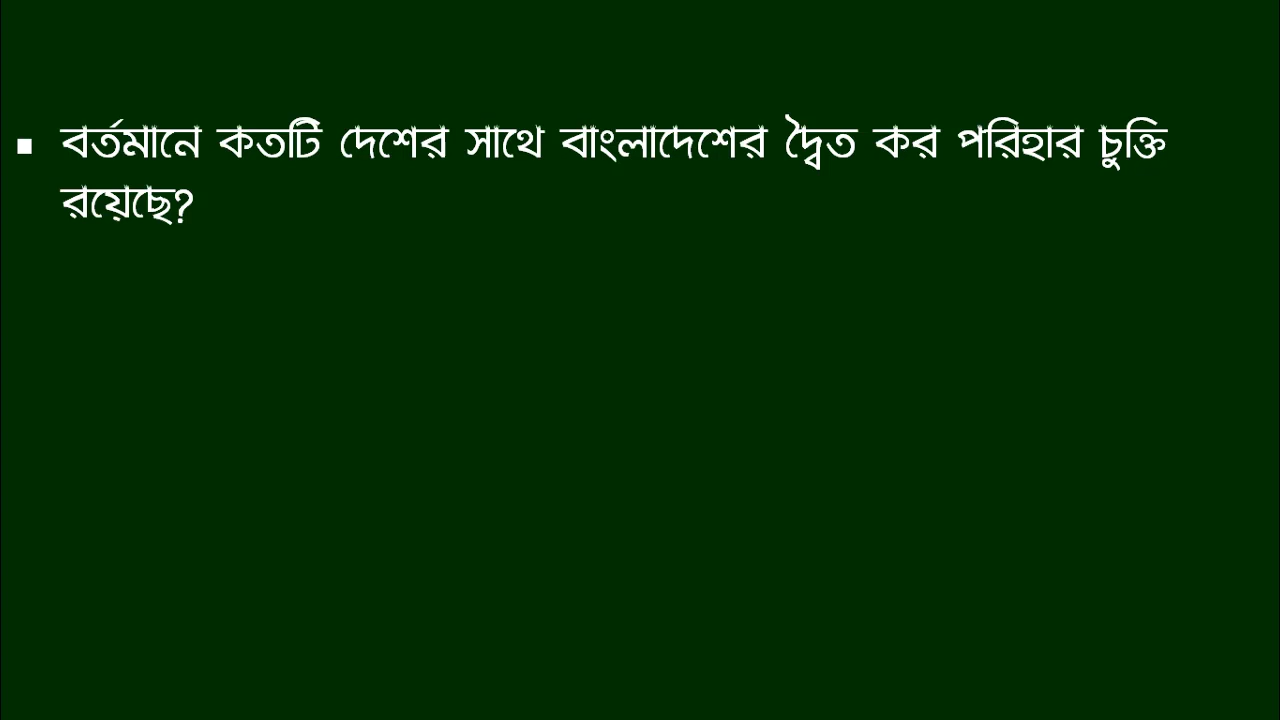 ▪ বর্তমানে কতটি দেশের সাথে বাংলাদেশের দ্বৈত কর পরিহার চুক্তি
রয়েছে?